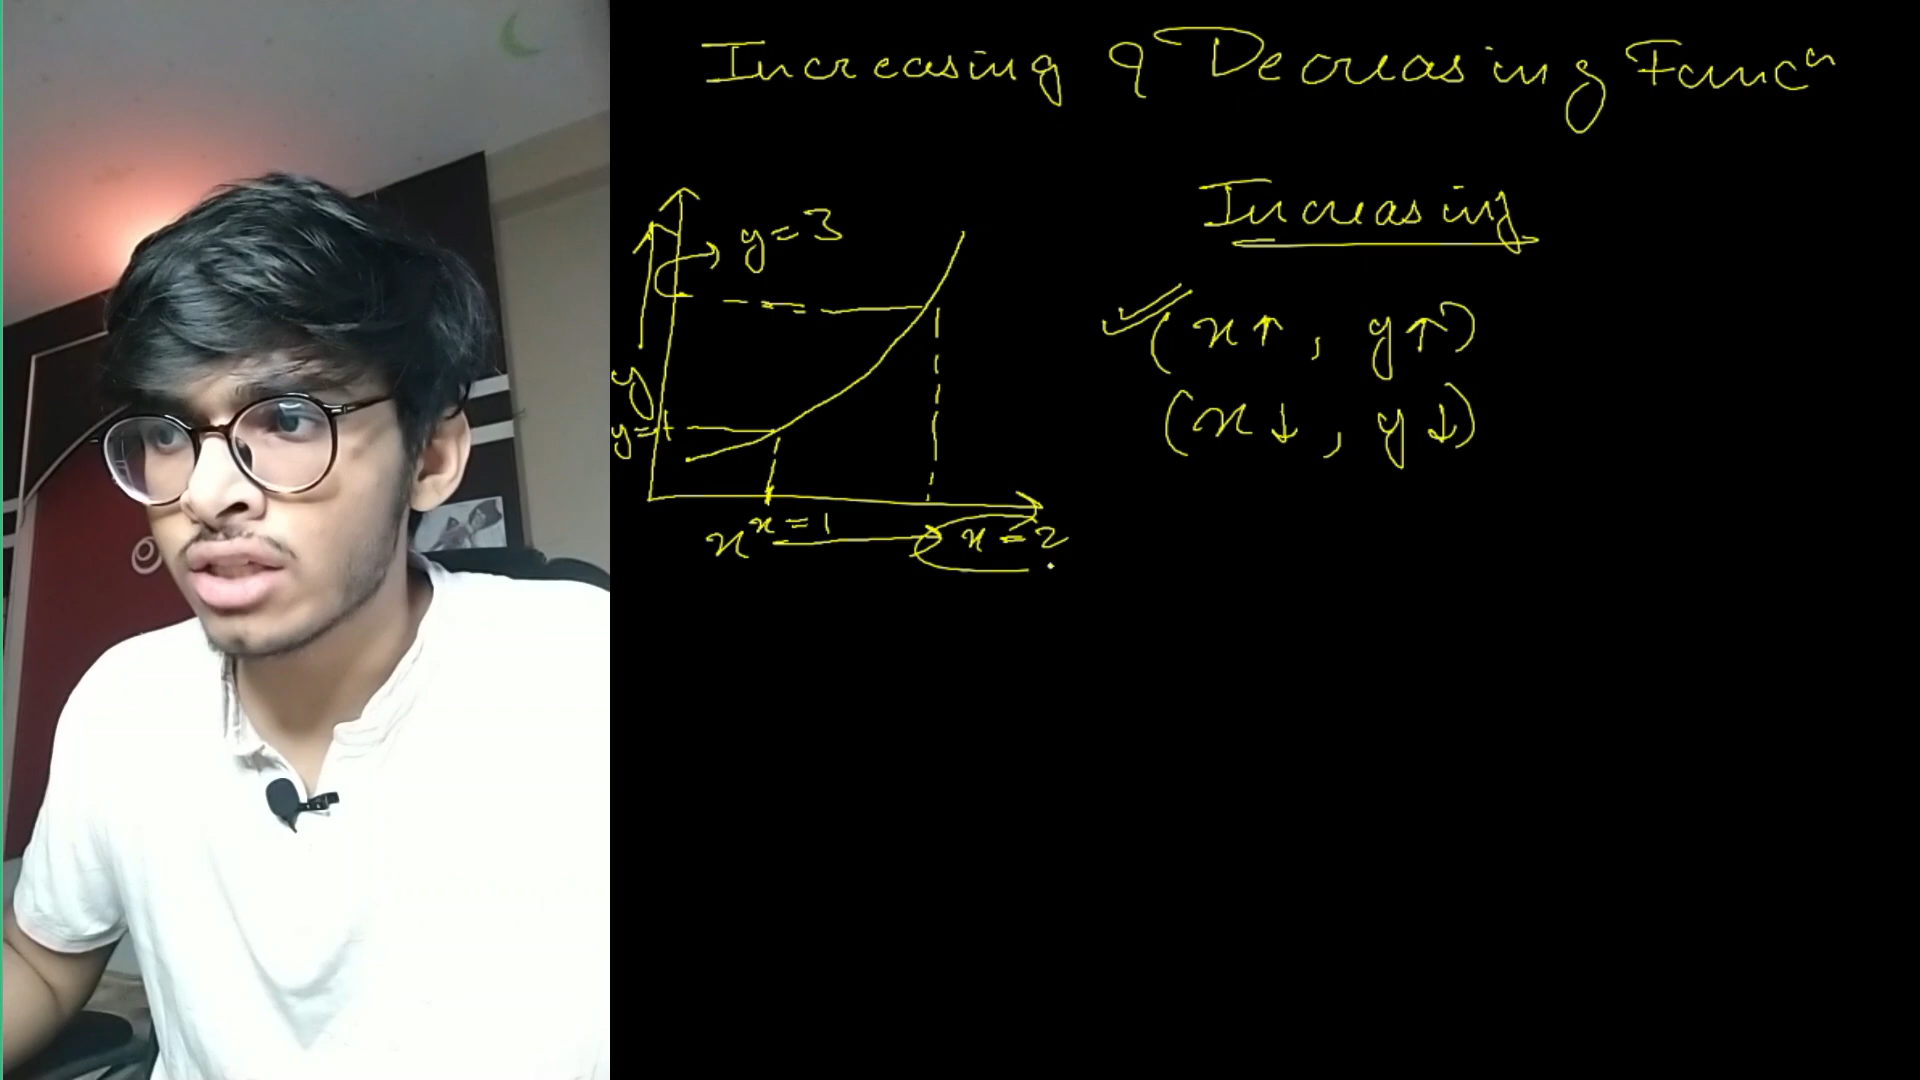 Increasing & Decreasing Funcⁿ
Increasing
y=3
(x↑, y↑)
y
(x↓, y↓)
y=1
x=1
x
x=2